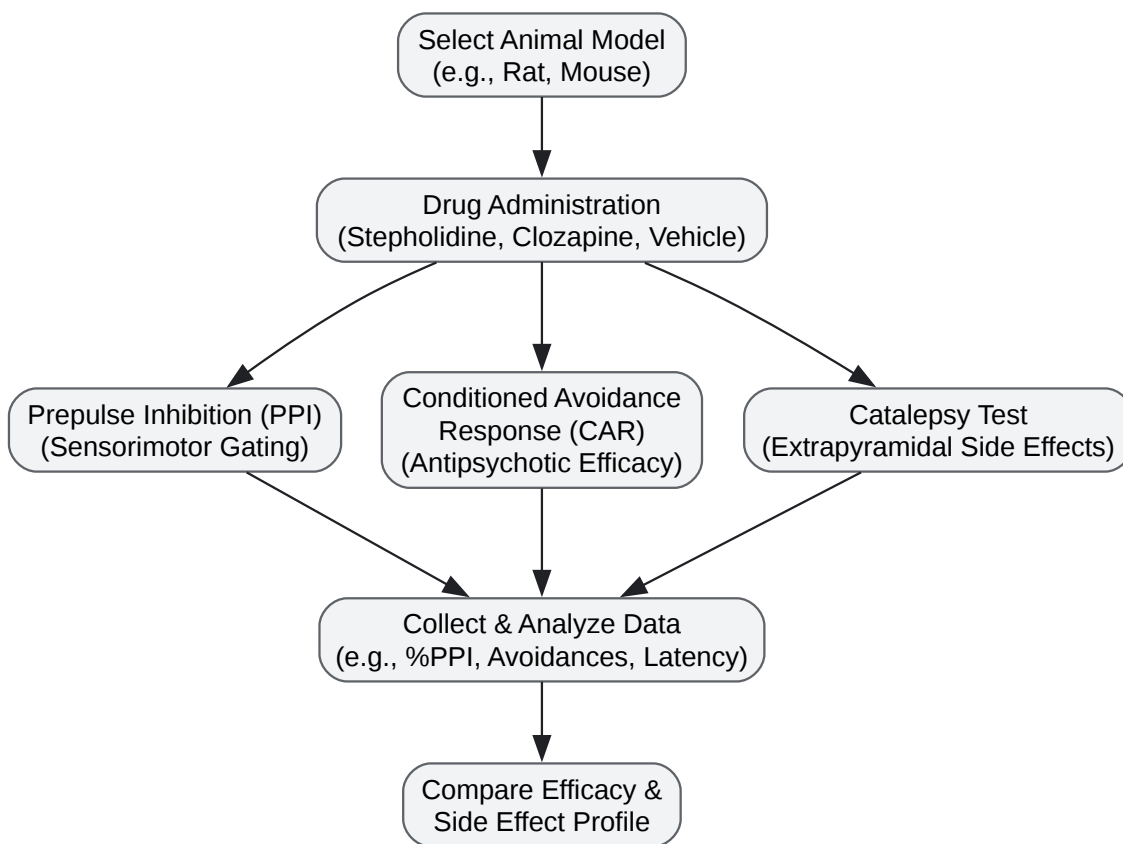 Select Animal Model
(e.g., Rat, Mouse)
Drug Administration
(Stepholidine, Clozapine, Vehicle)
Prepulse Inhibition (PPI)
(Sensorimotor Gating)
Conditioned Avoidance
Response (CAR)
(Antipsychotic Efficacy)
Catalepsy Test
(Extrapyramidal Side Effects)
Collect & Analyze Data
(e.g., %PPI, Avoidances, Latency)
Compare Efficacy &
Side Effect Profile